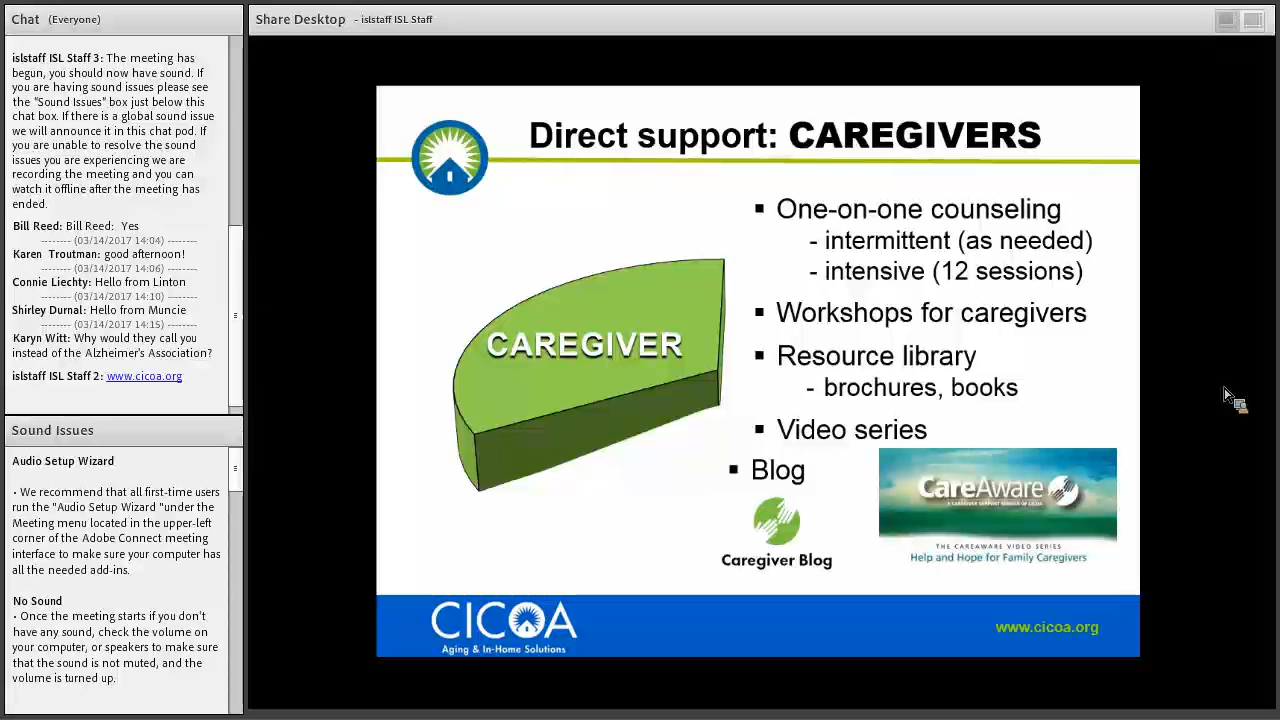 Chat (Everyone)
islstaff ISL Staff 3: The meeting has
begun, you should now have sound. If
you are having sound issues please see
the "Sound Issues" box just below this
chat box. If there is a global sound issue
we will announce it in this chat pod. If
you are unable to resolve the sound
issues you are experiencing we are
recording the meeting and you can
watch it offline after the meeting has
ended.
Bill Reed: Bill Reed: Yes
-------- (03/14/2017 14:04) --------
Karen Troutman: good afternoon!
-------- (03/14/2017 14:06) --------
Connie Liechty: Hello from Linton
-------- (03/14/2017 14:10) --------
Shirley Durnal: Hello from Muncie
-------- (03/14/2017 14:15) --------
Karyn Witt: Why would they call you
instead of the Alzheimer's Association?
islstaff ISL Staff 2: www.cicoa.org
Sound Issues
Audio Setup Wizard
• We recommend that all first-time users
run the "Audio Setup Wizard "under the
Meeting menu located in the upper-left
corner of the Adobe Connect meeting
interface to make sure your computer has
all the needed add-ins.
No Sound
• Once the meeting starts if you don't
have any sound, check the volume on
your computer, or speakers to make sure
that the sound is not muted, and the
volume is turned up.
Share Desktop - islstaff ISL Staff
Direct support: CAREGIVERS
CAREGIVER
▪ One-on-one counseling
- intermittent (as needed)
- intensive (12 sessions)
▪ Workshops for caregivers
▪ Resource library
- brochures, books
▪ Video series
▪ Blog
Caregiver Blog
CareAware
A CAREGIVER SUPPORT SERVICE OF CICOA
THE CAREAWARE VIDEO SERIES
Help and Hope for Family Caregivers
CICOA
Aging & In-Home Solutions
www.cicoa.org